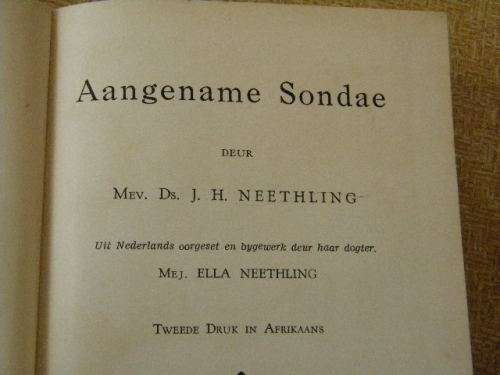 Aangename Sondae
DEUR
MEV. DS. J. H. NEETHLING
Uit Nederlands oorgeset en bygewerk deur haar dogter,
MEJ. ELLA NEETHLING
TWEEDE DRUK IN AFRIKAANS